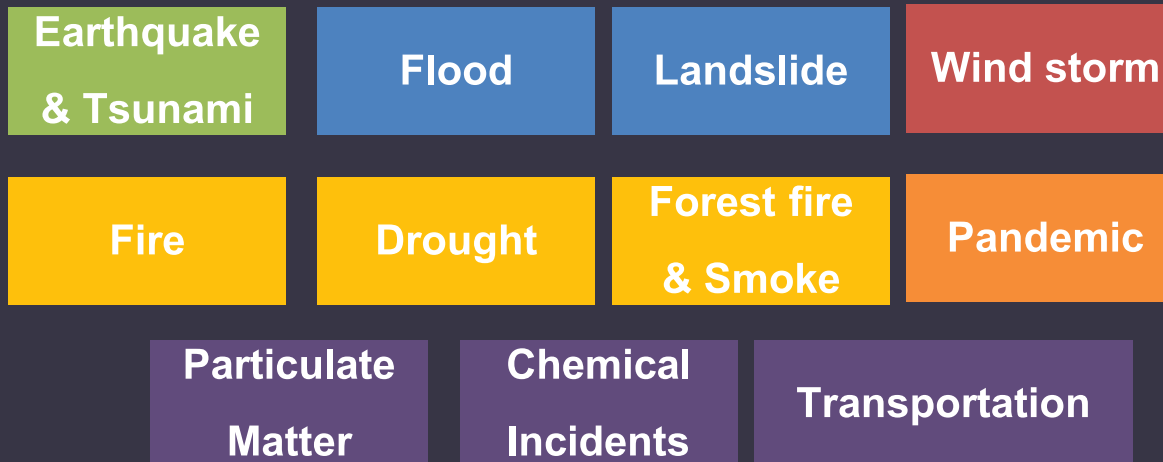 Earthquake
& Tsunami
Flood
Landslide
Wind storm
Fire
Drought
Forest fire
& Smoke
Pandemic
Particulate
Matter
Chemical
Incidents
Transportation